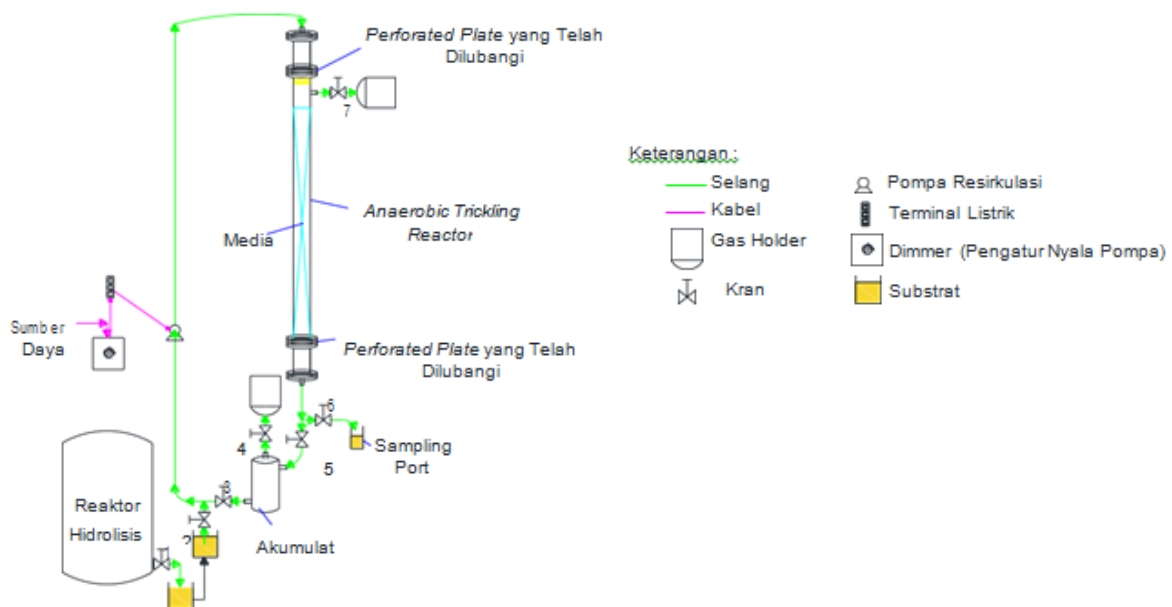 Perforated Plate yang Telah
Dilubangi
7
Keterangan :
Selang
Kabel
Gas Holder
Kran
Pompa Resirkulasi
Terminal Listrik
Dimmer (Pengatur Nyala Pompa)
Substrat
Anaerobic Trickling
Reactor
Media
Sumber
Daya
Perforated Plate yang Telah
Dilubangi
6
4
5
Sampling
Port
3
Reaktor
Hidrolisis
2
Akumulat